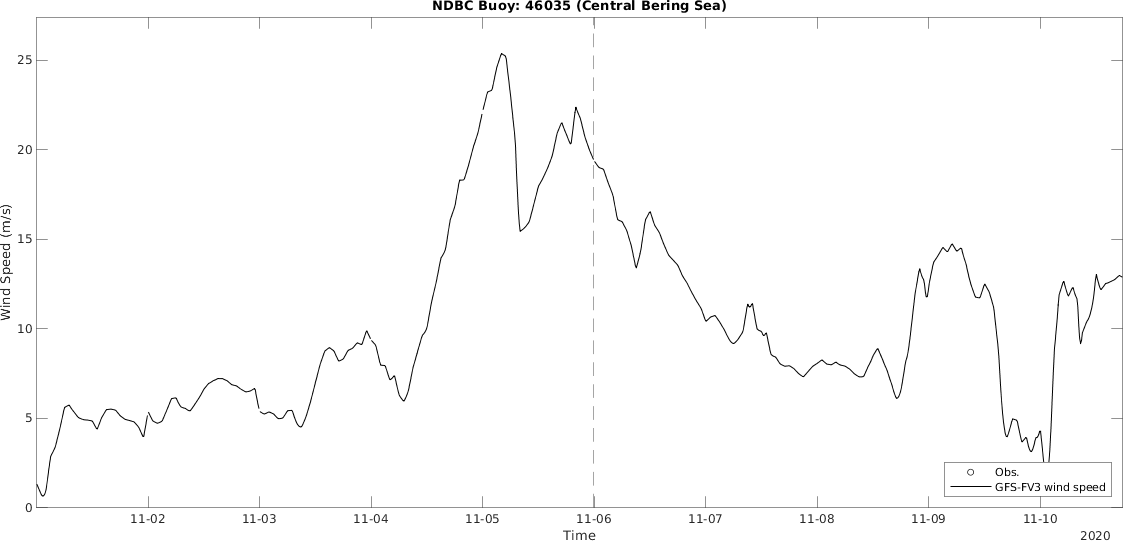 NDBC Buoy: 46035 (Central Bering Sea)
25
20
15
10
5
0
Wind Speed (m/s)
11-02 11-03 11-04 11-05 11-06 11-07 11-08 11-09 11-10
Time
2020
Obs.
GFS-FV3 wind speed